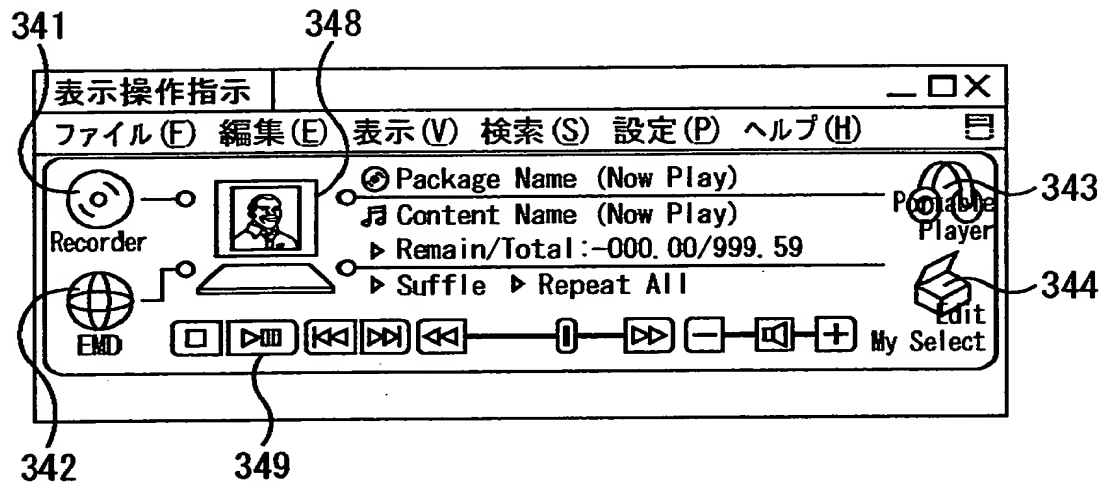 341
348
表示操作指示
ファイル(F) 編集(E) 表示(V) 検索(S) 設定(P) ヘルプ(H)
Package Name (Now Play)
Content Name (Now Play)
Remain/Total:-000.00/999.59
Suffle Repeat All
Recorder
EMD
Portable
Player
343
344
Edit
My Select
342
349